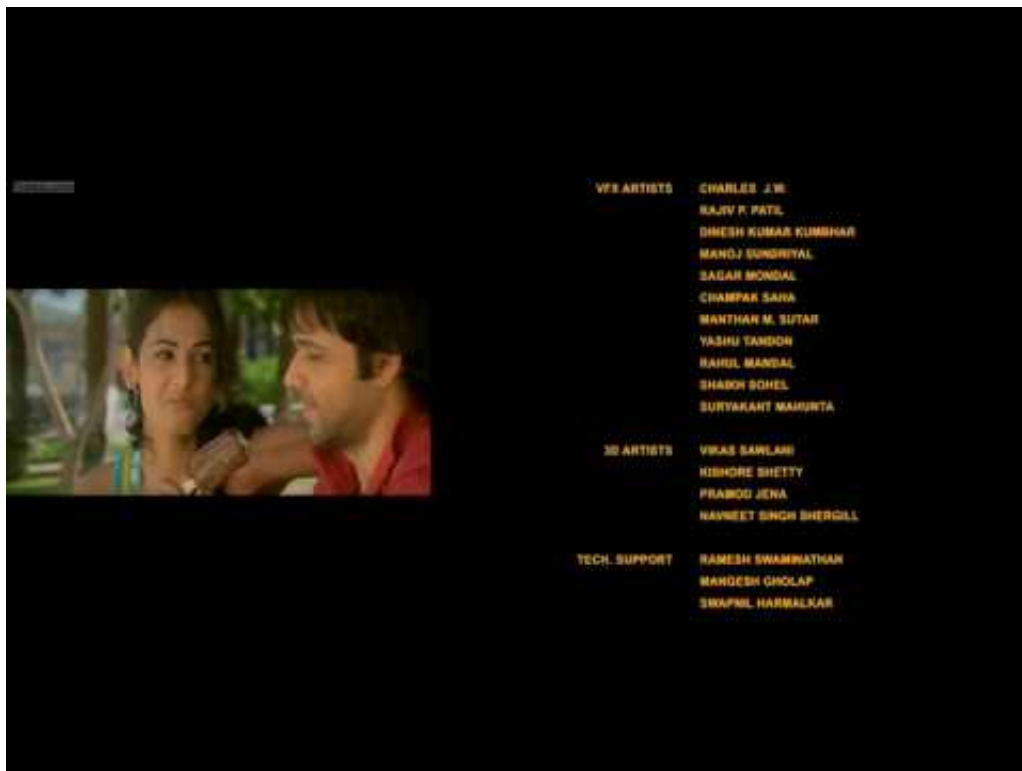 VFX ARTISTS CHARLES J.W.
RAJIV P. PATIL
DINESH KUMAR KUMBHAR
MANOJ SUNDRIYAL
SAGAR MONDAL
CHAMPAK SAHA
MANTHAN M. SUTAR
YASHU TANDON
RAHUL MANDAL
SHAIKH SOHEL
SURYAKANT MAHUNTA
3D ARTISTS VIKAS SAWLANI
KISHORE SHETTY
PRAMOD JENA
NAVNEET SINGH SHERGILL
TECH. SUPPORT RAMESH SWAMINATHAN
MANGESH GHOLAP
SWAPNIL HARMALKAR